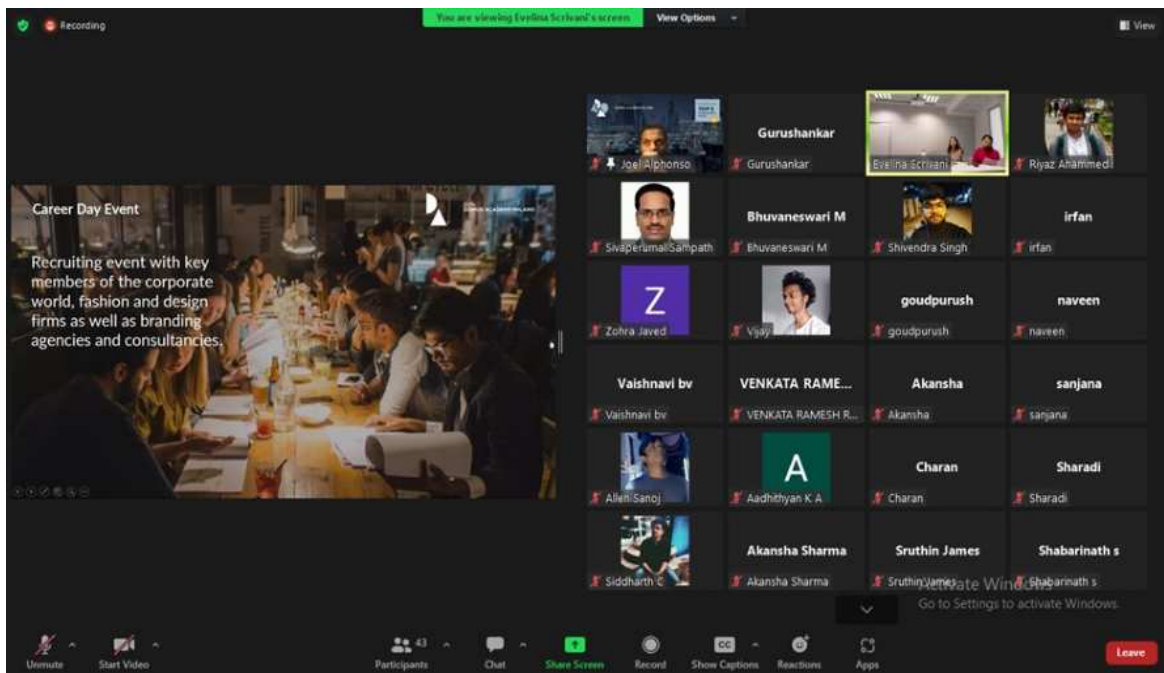 Recording
You are viewing Evelina Scrivani's screen
View Options
View
Career Day Event
Recruiting event with key
members of the corporate
world, fashion and design
firms as well as branding
agencies and consultancies.
Joel Alphonso
Gurushankar
Gurushankar
Evelina Scrivani
Riyaz Ahammed
Sivaperumal Sampath
Bhuvaneswari M
Bhuvaneswari M
Shivendra Singh
irfan
irfan
Z
Zohra Javed
Vijay
goudpurush
goudpurush
naveen
naveen
Vaishnavi bv
Vaishnavi bv
VENKATA RAME...
VENKATA RAMESH R...
Akansha
Akansha
sanjana
sanjana
Allen Sanoj
A
Aadhithyan K A
Charan
Charan
Sharadi
Sharadi
Siddharth C
Akansha Sharma
Akansha Sharma
Sruthin James
Sruthin James
Shabarinath s
Shabarinath s
Activate Windows
Go to Settings to activate Windows.
Unmute
Start Video
43
Participants
Chat
Share Screen
Record
CC
Show Captions
Reactions
Apps
Leave